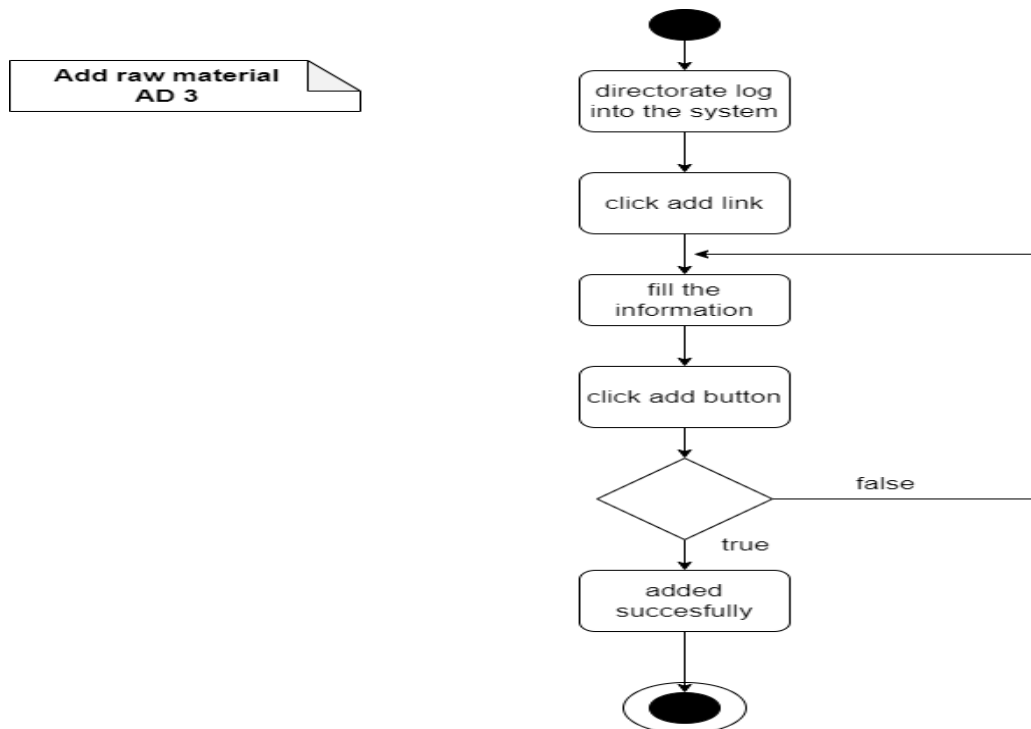 Add raw material
AD 3
directorate log
into the system
click add link
fill the
information
click add button
false
true
added
succesfully